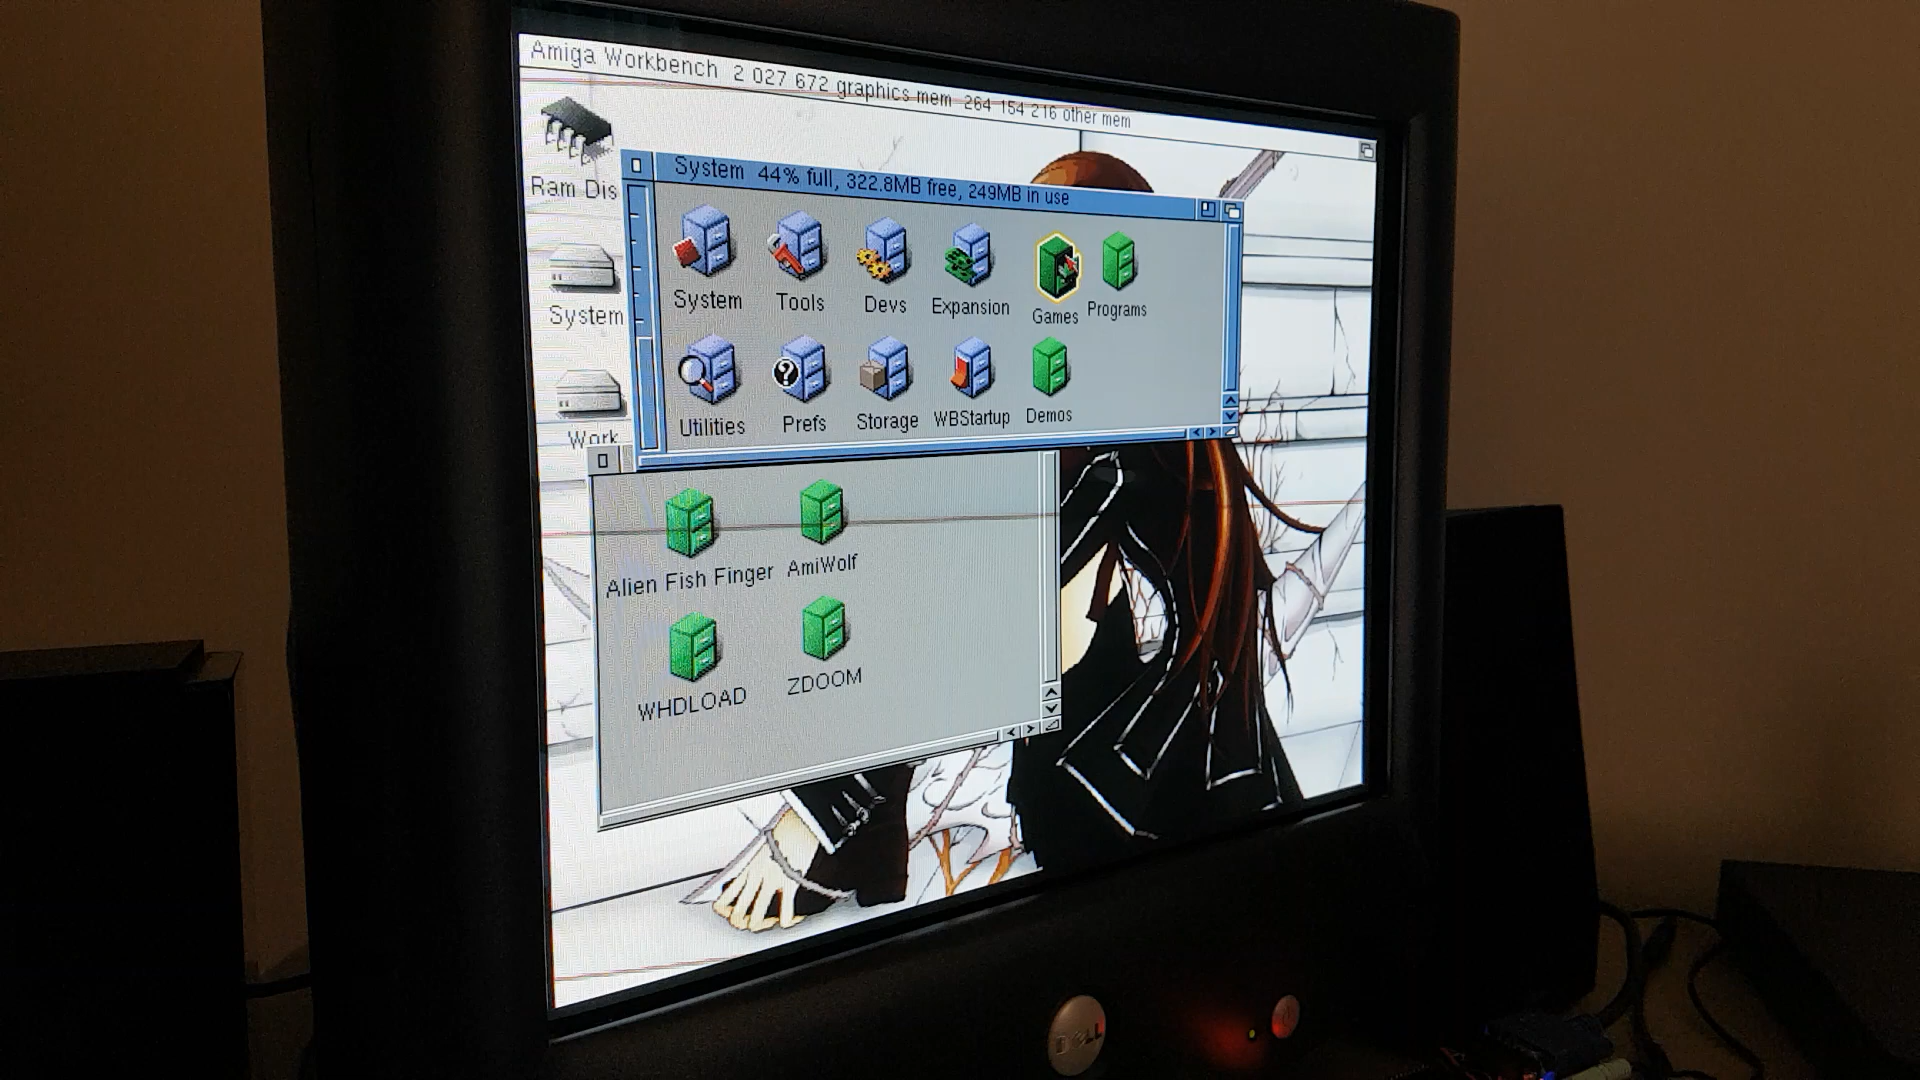 Amiga Workbench 2 027 672 graphics mem 264 154 216 other mem
Ram Dis
System
Work
System 44% full, 322.8MB free, 249MB in use
System Tools Devs Expansion Games Programs
Utilities Prefs Storage WBStartup Demos
Alien Fish Finger AmiWolf
WHDLOAD ZDOOM
DELL